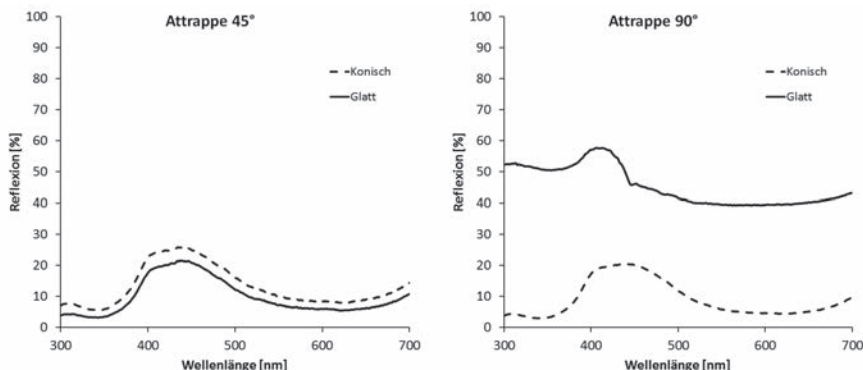 Attrappe 45°
100
90
80
70
60
50
40
30
20
10
0
Reflexion [%]
Konisch
Glatt
300 400 500 600 700
Wellenlänge [nm]
Attrappe 90°
100
90
80
70
60
50
40
30
20
10
0
Reflexion [%]
Konisch
Glatt
300 400 500 600 700
Wellenlänge [nm]